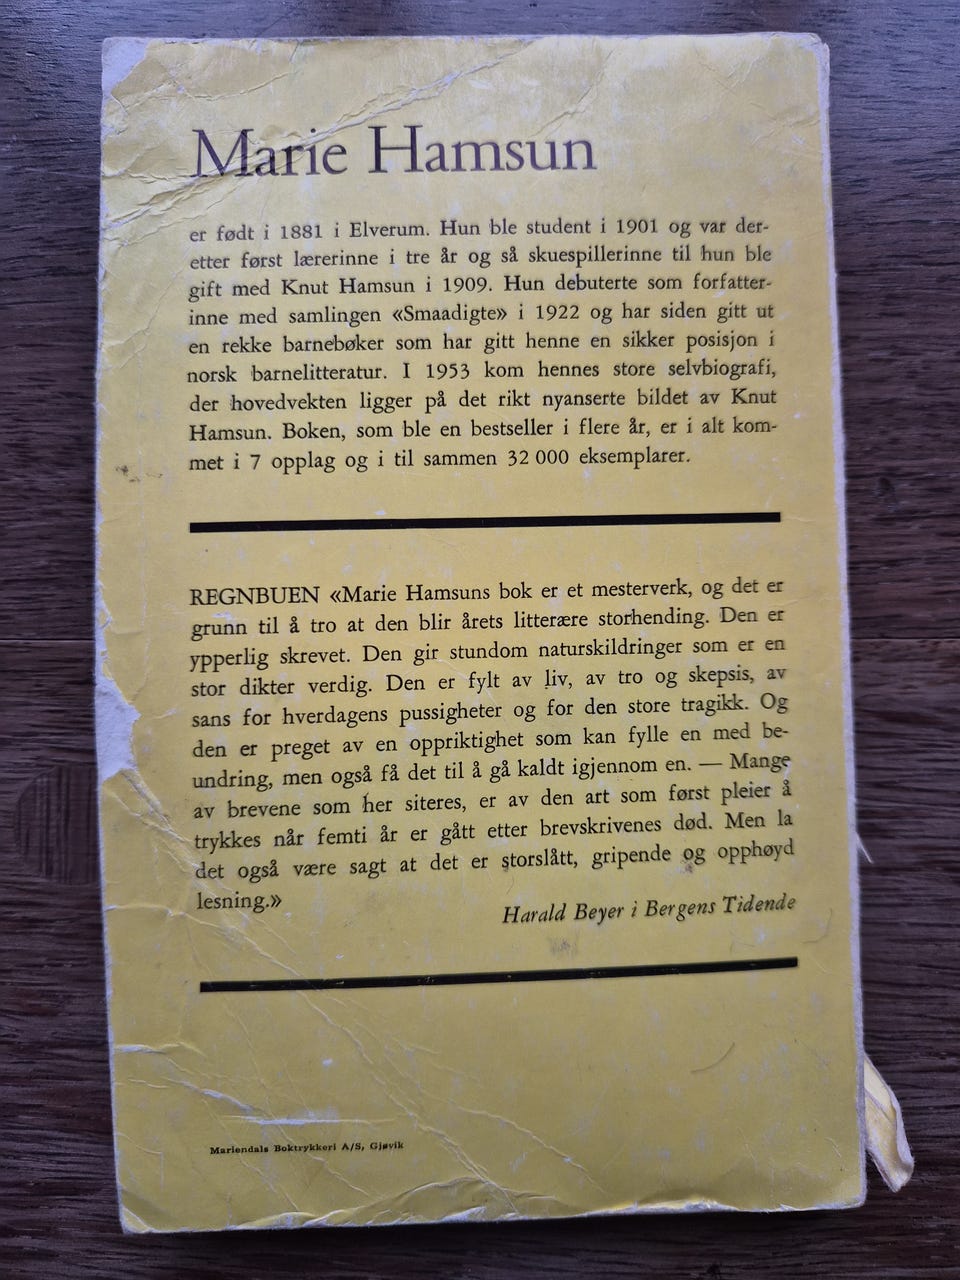 Marie Hamsun
er født i 1881 i Elverum. Hun ble student i 1901 og var der-
etter først lærerinne i tre år og så skuespillerinne til hun ble
gift med Knut Hamsun i 1909. Hun debuterte som forfatter-
inne med samlingen «Smaadigte» i 1922 og har siden gitt ut
en rekke barnebøker som har gitt henne en sikker posisjon i
norsk barnelitteratur. I 1953 kom hennes store selvbiografi,
der hovedvekten ligger på det rikt nyanserte bildet av Knut
Hamsun. Boken, som ble en bestseller i flere år, er i alt kom-
met i 7 opplag og i til sammen 32 000 eksemplarer.
REGNBUEN «Marie Hamsuns bok er et mesterverk, og det er
grunn til å tro at den blir årets litterære storhending. Den er
ypperlig skrevet. Den gir stundom naturskildringer som er en
stor dikter verdig. Den er fylt av liv, av tro og skepsis, av
sans for hverdagens pussigheter og for den store tragikk. Og
den er preget av en oppriktighet som kan fylle en med be-
undring, men også få det til å gå kaldt igjennom en. — Mange
av brevene som her siteres, er av den art som først pleier å
trykkes når femti år er gått etter brevskrivenes død. Men la
det også være sagt at det er storslått, gripende og opphøyd
lesning.»
Harald Beyer i Bergens Tidende
Mariendals Boktrykkeri A/S, Gjøvik